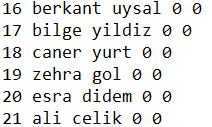 16 berkant uysal 0 0
17 bilge yildiz 0 0
18 caner yurt 0 0
19 zehra gol 0 0
20 esra didem 0 0
21 ali celik 0 0